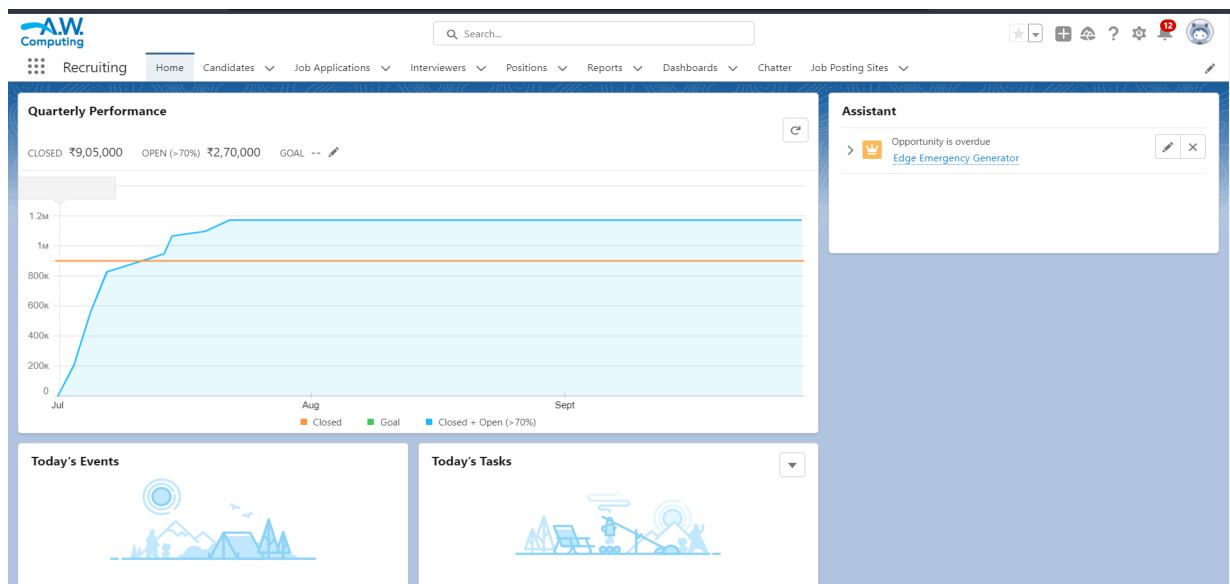 A.W.
Computing
Search...
12
Recruiting Home Candidates Job Applications Interviewers Positions Reports Dashboards Chatter Job Posting Sites
Quarterly Performance
CLOSED ₹9,05,000 OPEN (>70%) ₹2,70,000 GOAL --
1.2M
1M
800K
600K
400K
200K
0
Jul Aug Sept
Closed Goal Closed + Open (>70%)
Assistant
Opportunity is overdue
Edge Emergency Generator
Today's Events
Today's Tasks